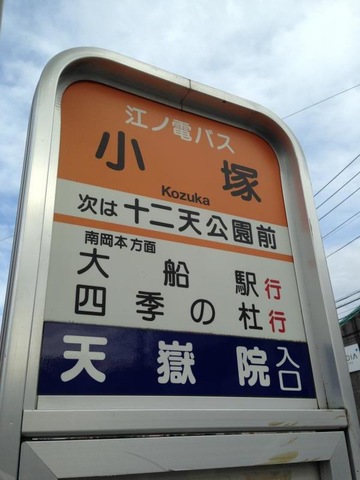 江ノ電バス
小塚
Kozuka
次は十二天公園前
南岡本方面
大船駅行
四季の杜行
天嶽院入口
DIA